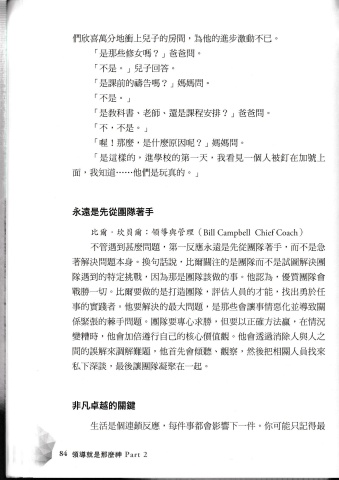 們欣喜萬分地衝上兒子的房間，為他的進步激動不已。
「是那些修女嗎？」爸爸問。
「不是。」兒子回答。
「是課前的禱告嗎？」媽媽問。
「不是。」
「是教科書，老師，還是課程安排？」爸爸問。
「不，不是。」
「喔！那麼，是什麼原因呢？」媽媽問。
「是這樣的，進學校的第一天，我看見一個人被釘在加號上
面，我知道……他們是玩真的。」
永遠是先從團隊著手
比爾．坎貝爾：領導與管理（Bill Campbell Chief Coach）
不管遇到甚麼問題，第一反應永遠是先從團隊著手，而不是急
著解決問題本身。換句話說，比爾關注的是團隊而不是試圖解決團
隊遇到的特定挑戰，因為那是團隊該做的事。他認為，優質團隊會
戰勝一切。比爾要做的是打造團隊，評估人員的才能，找出勇於任
事的實踐者。他要解決的最大問題，是那些會讓事情惡化並導致關
係緊張的棘手問題。團隊要專心求勝，但要以正確方法贏，在情況
變糟時，他會加倍遵行自己的核心價值觀。他會透過消除人與人之
間的誤解來調解難題，他首先會傾聽、觀察，然後把相關人員找來
私下深談，最後讓團隊凝聚在一起。
非凡卓越的關鍵
生活是個連鎖反應，每件事都會影響下一件。你可能只記得最
84 領導就是那麼神 Part 2